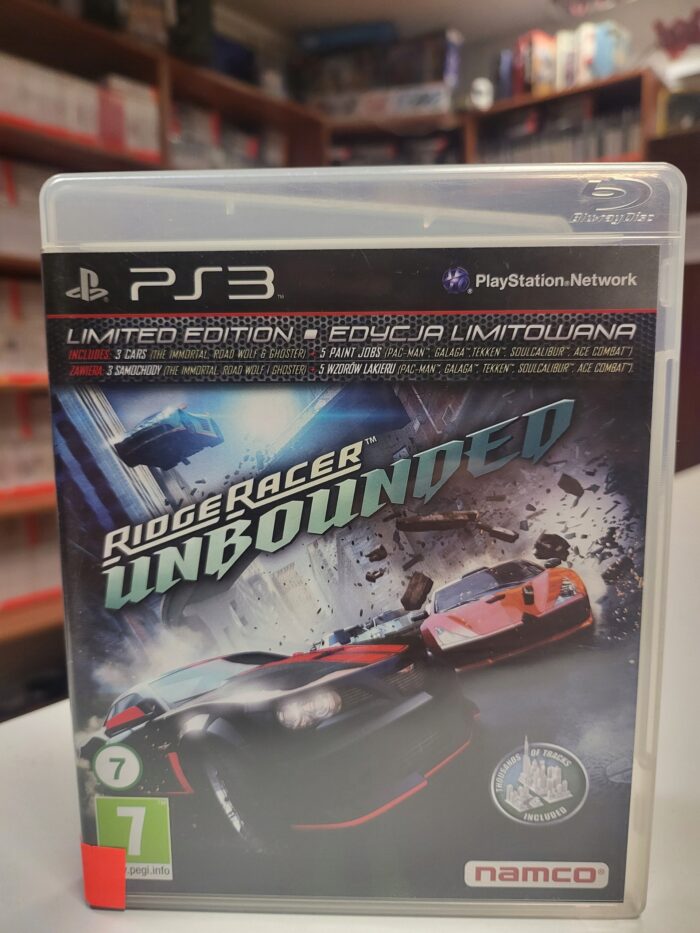 Blu-ray Disc
PS3™
PlayStation®Network
LIMITED EDITION ▪ EDYCJA LIMITOWANA
INCLUDES: 3 CARS (THE IMMORTAL, ROAD WOLF & GHOSTER) + 5 PAINT JOBS (PAC-MAN™, GALAGA™, TEKKEN™, SOULCALIBUR™, ACE COMBAT™).
ZAWIERA: 3 SAMOCHODY (THE IMMORTAL, ROAD WOLF I GHOSTER) + 5 WZORÓW LAKIERU (PAC-MAN™, GALAGA™, TEKKEN™, SOULCALIBUR™, ACE COMBAT™).
RIDGE RACER™
UNBOUNDED
7
7
.pegi.info
THOUSANDS OF TRACKS
INCLUDED
namco®